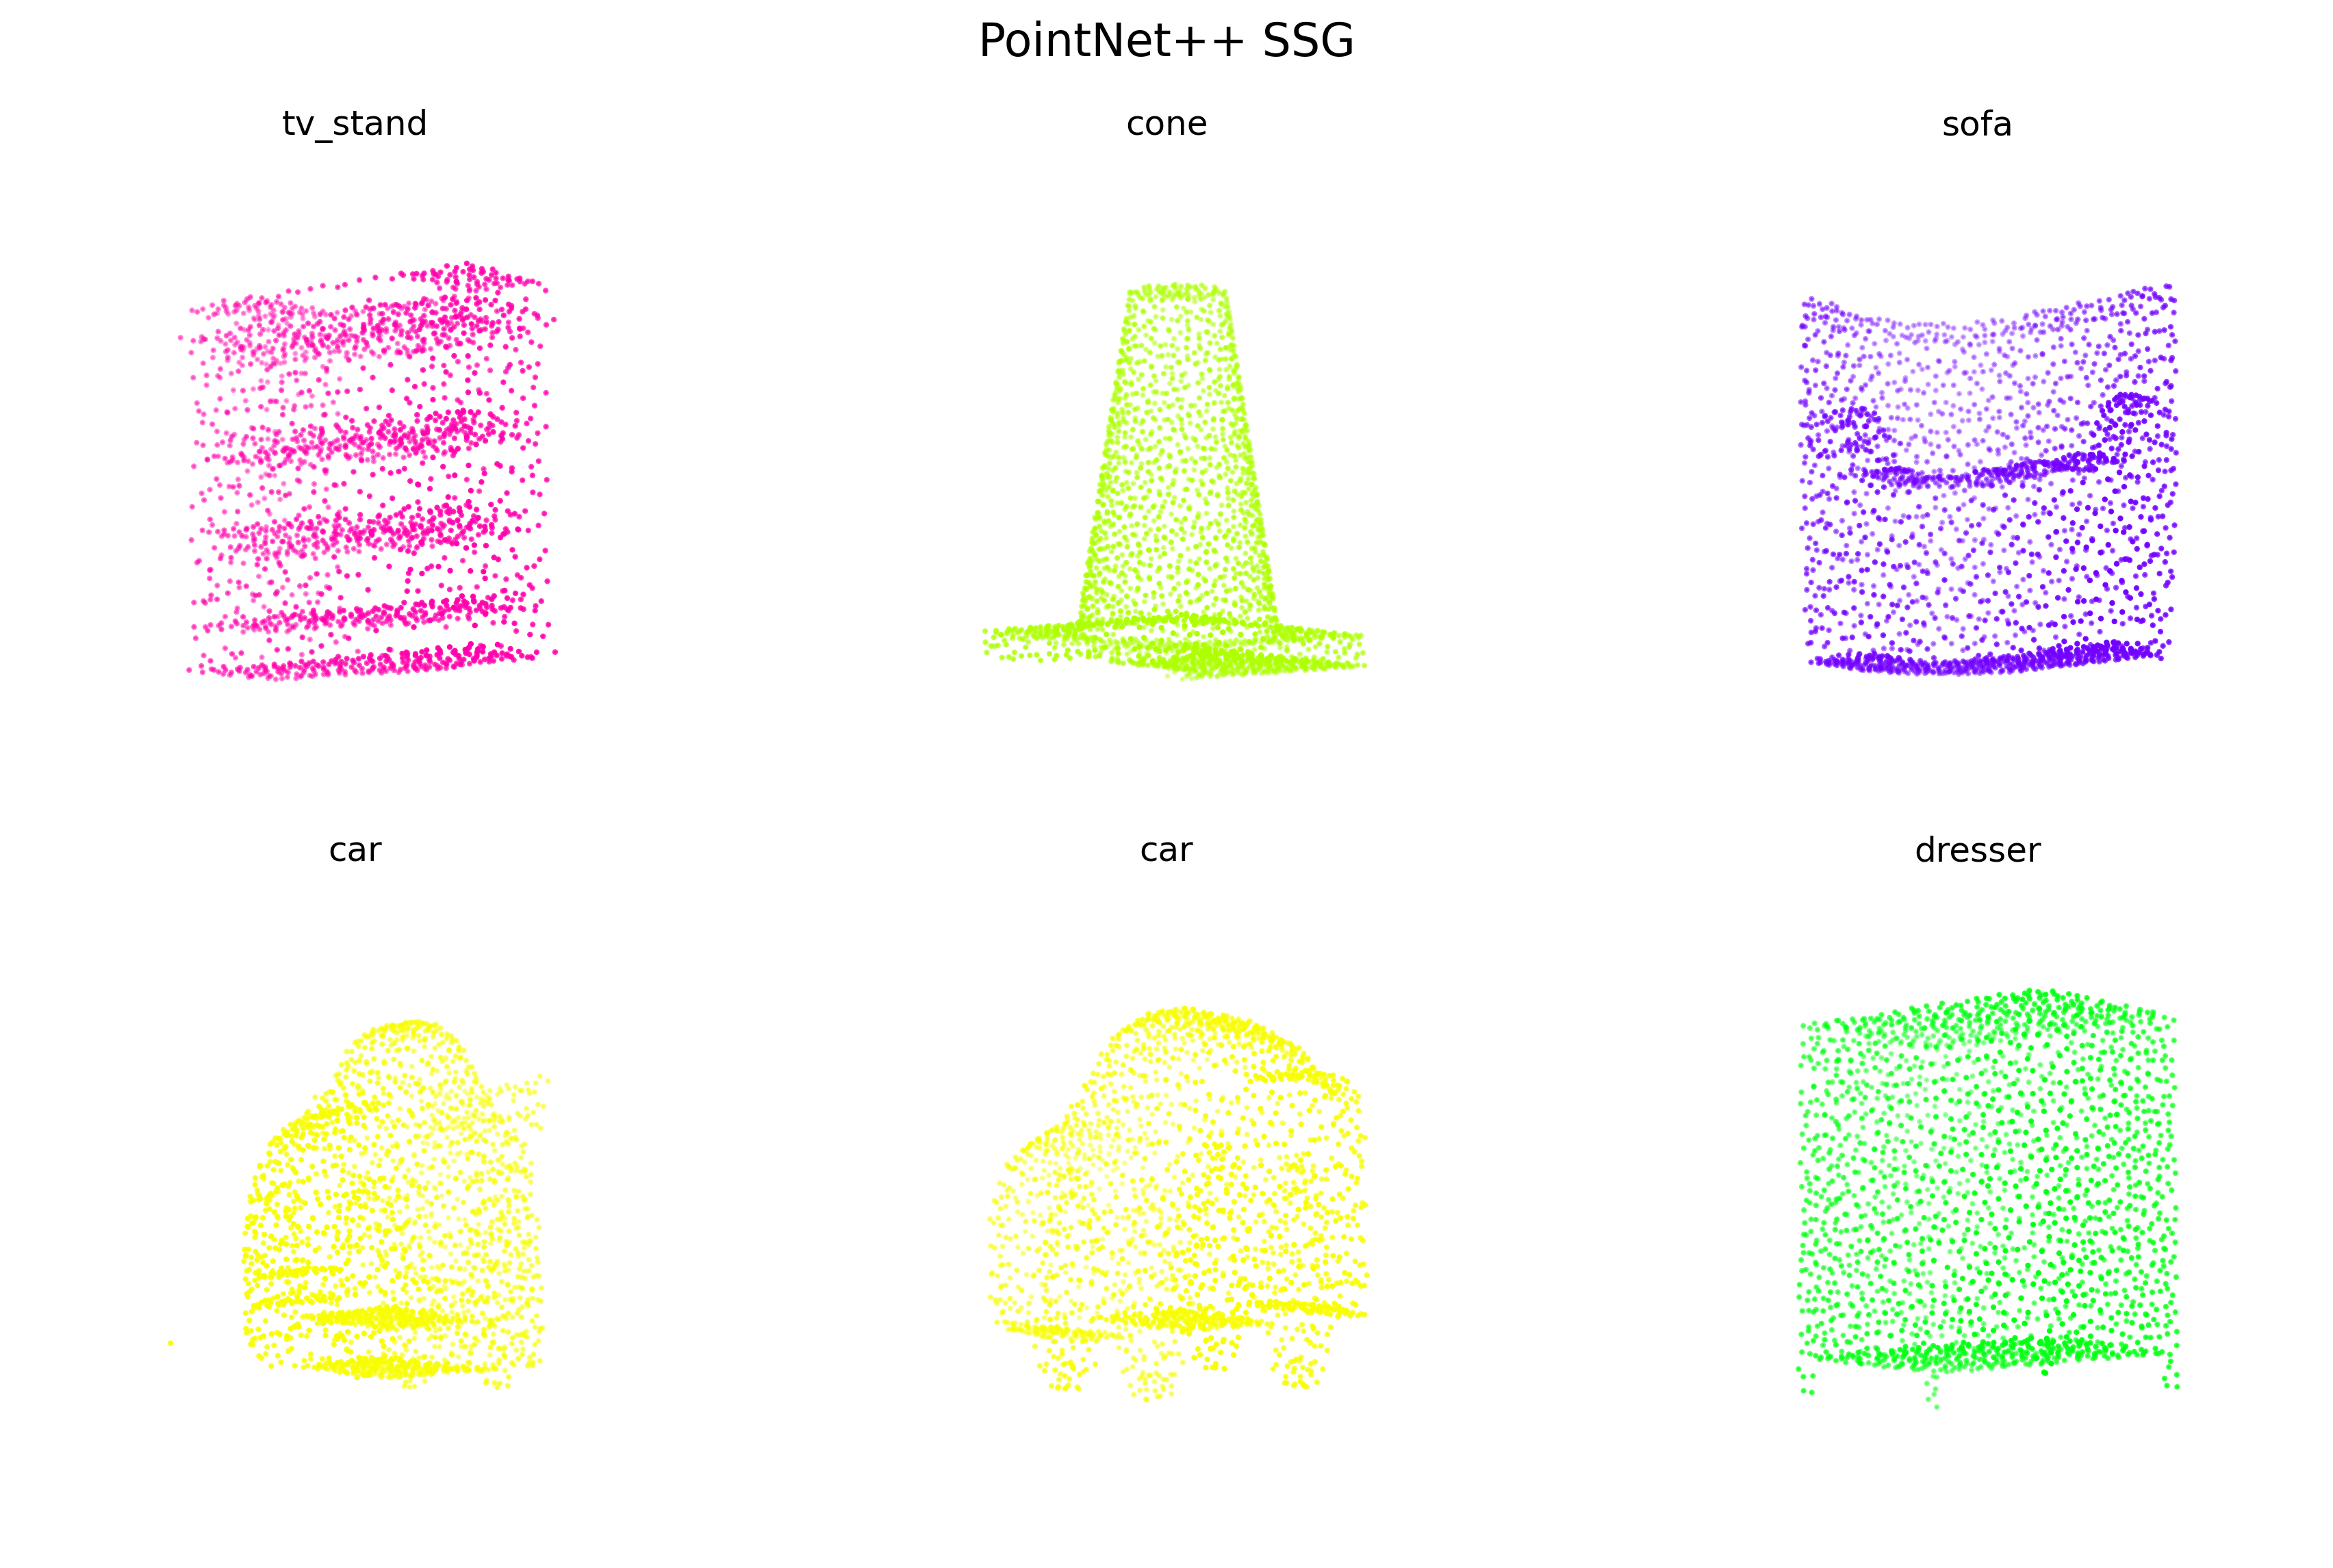 PointNet++ SSG
tv_stand
cone
sofa
car
car
dresser